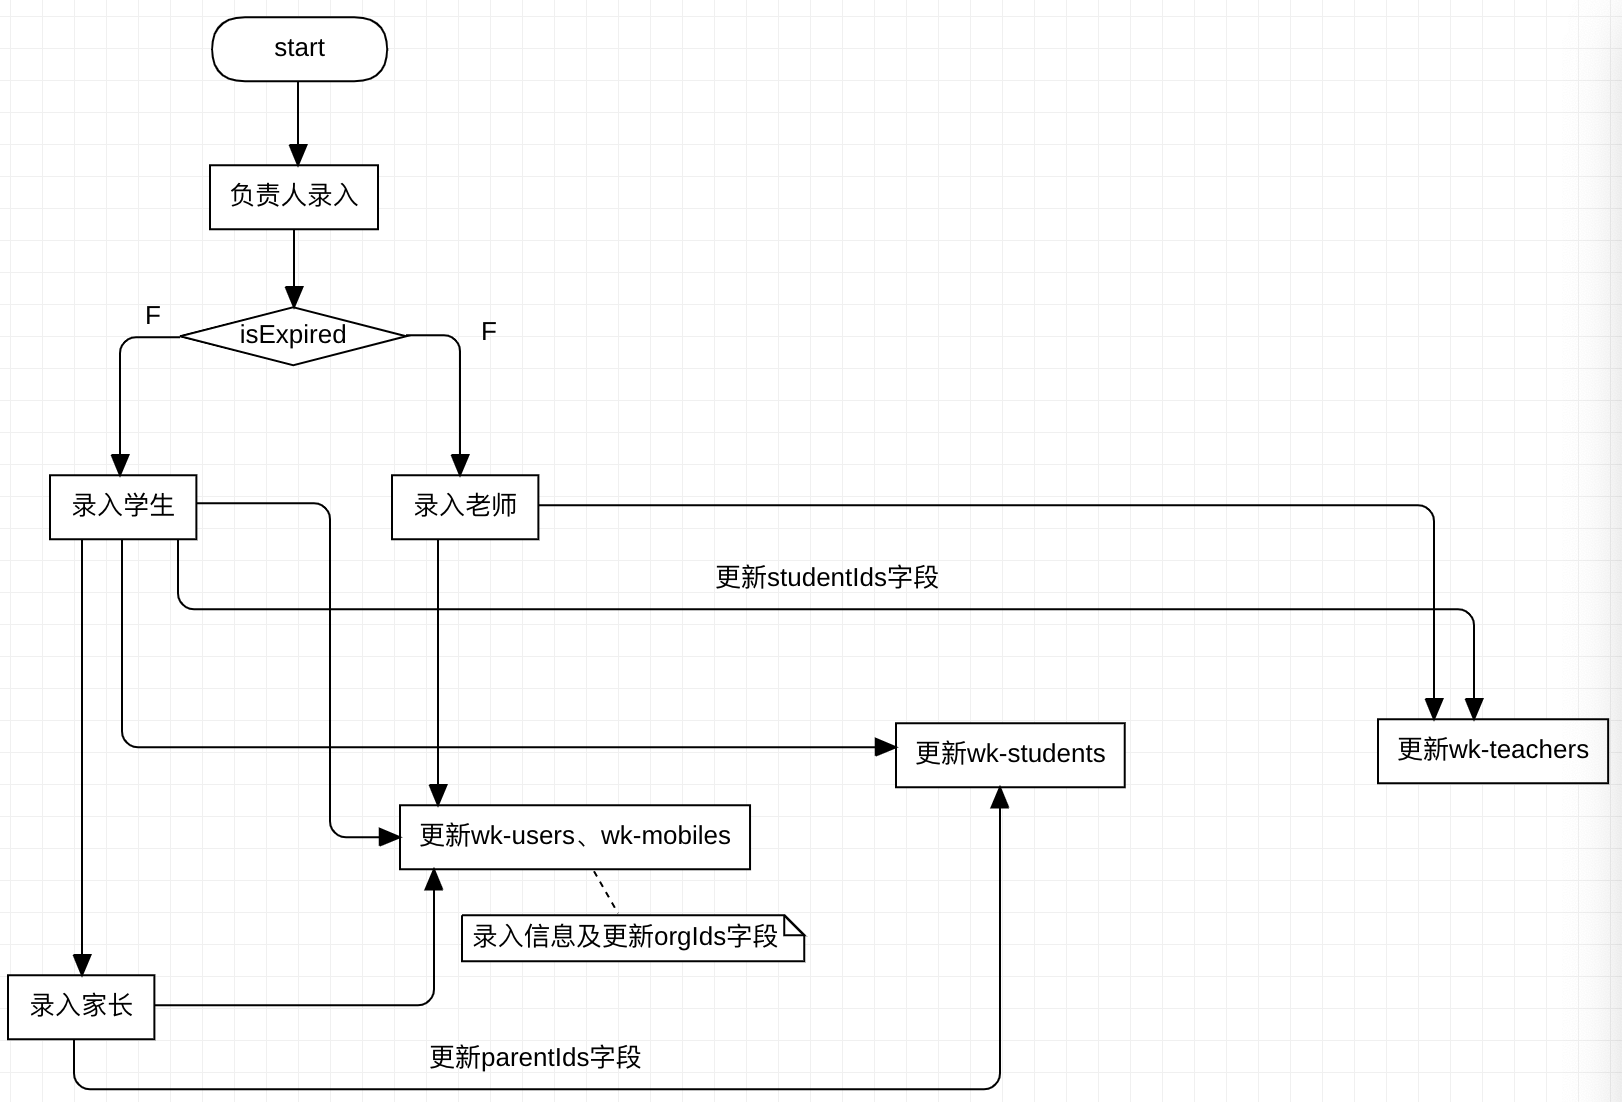 start
负责人录入
F
isExpired
F
录入学生
录入老师
更新studentIds字段
更新wk-students
更新wk-teachers
更新wk-users、wk-mobiles
录入信息及更新orgIds字段
录入家长
更新parentIds字段